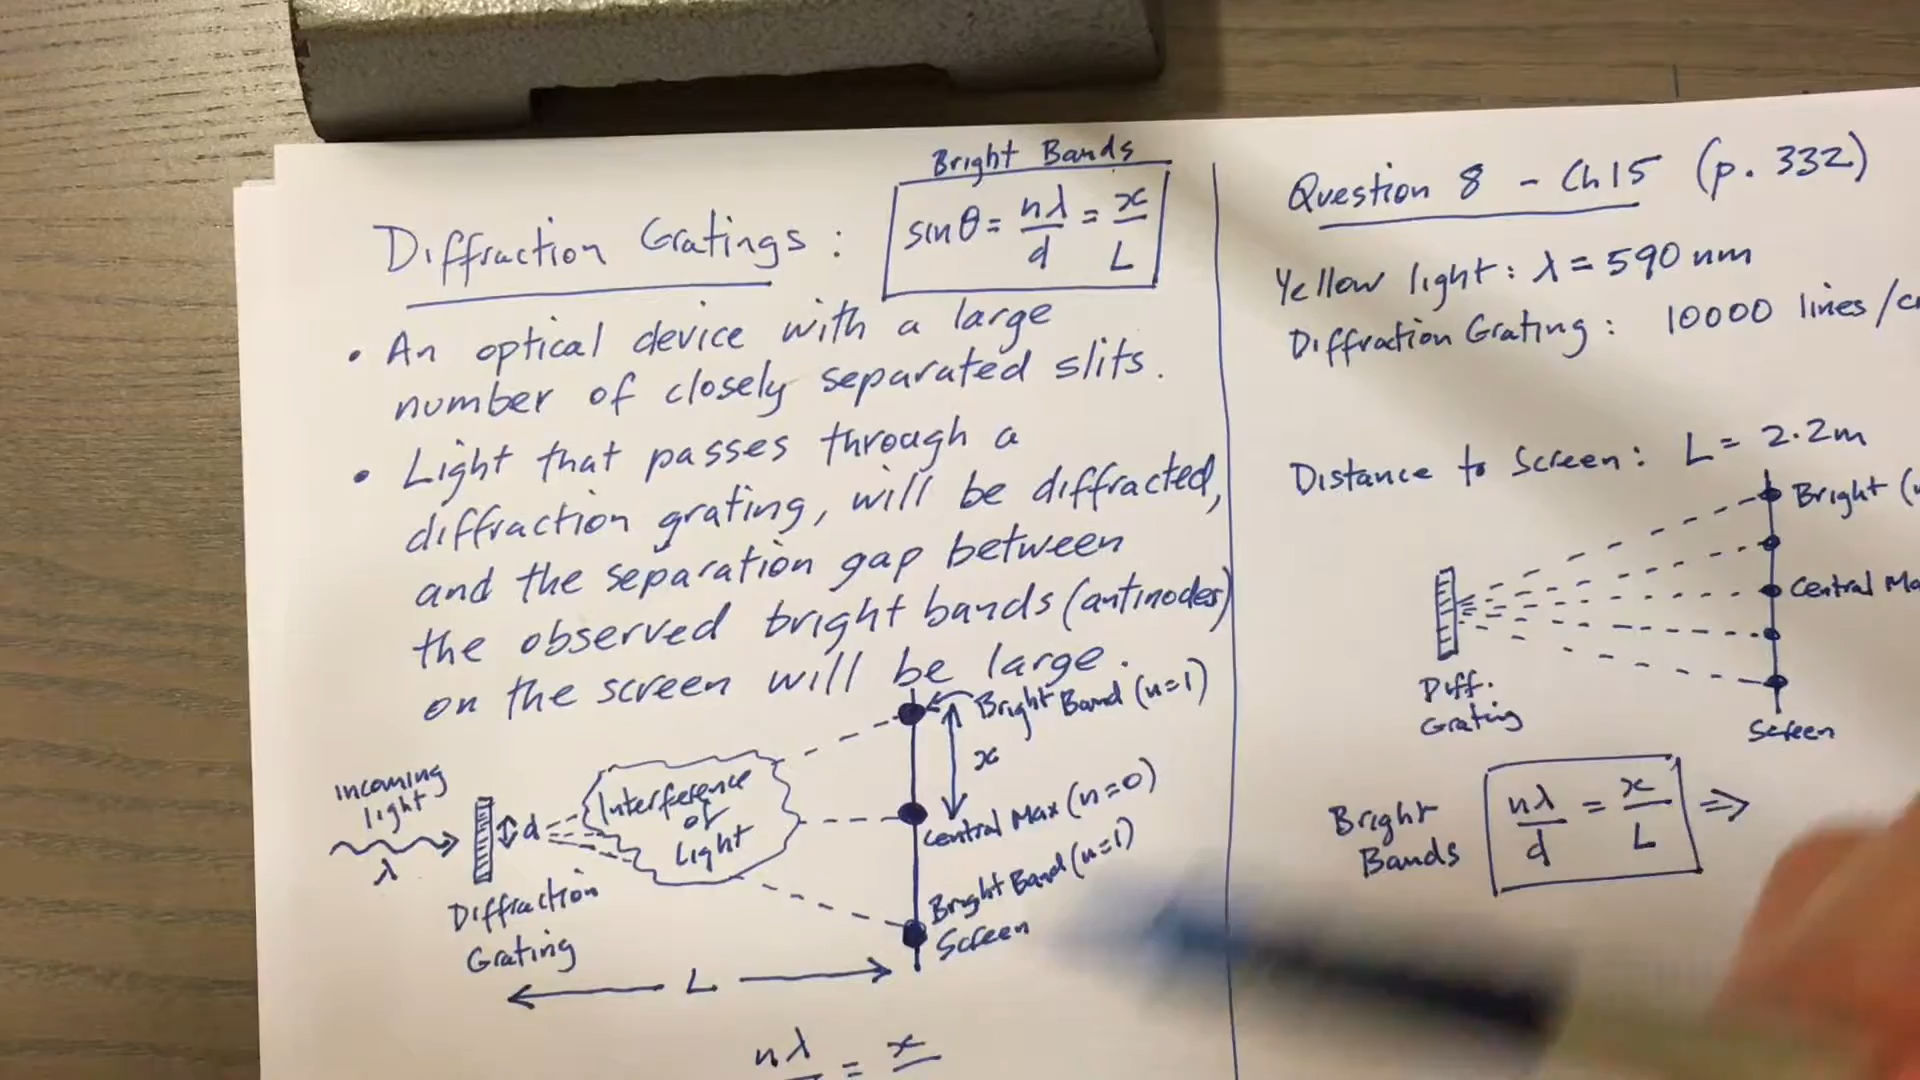 Bright Bands
Diffraction Gratings : sinθ = nλ/d = x/L
• An optical device with a large
number of closely separated slits.
• Light that passes through a
diffraction grating, will be diffracted,
and the separation gap between
the observed bright bands (antinodes)
on the screen will be large.
Bright Band (n=1)
x
Central Max (n=0)
Bright Band (n=1)
Screen
Incoming
light
λ
d
Interference
of
Light
Diffraction
Grating
L
nλ = x
Question 8 - Ch15 (p. 332)
Yellow light: λ = 590 nm
Diffraction Grating : 10000 lines/
Distance to Screen: L = 2.2m
Bright (
Central
Diff.
Grating
Screen
Bright
Bands
nλ/d = x/L ⇒